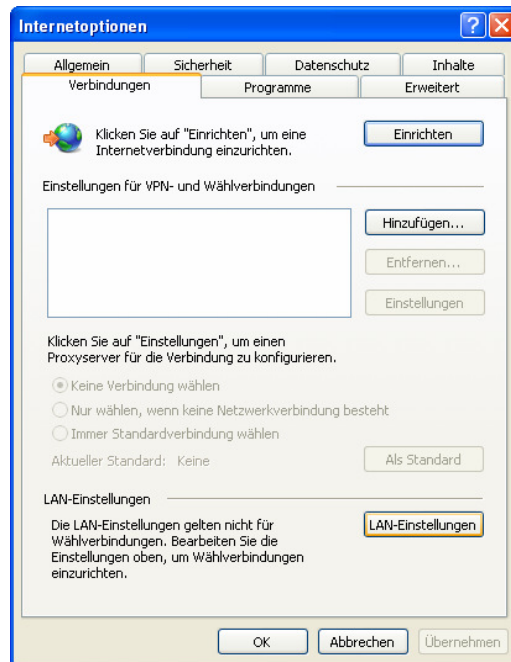 Internetoptionen
Allgemein Sicherheit Datenschutz Inhalte
Verbindungen Programme Erweitert
Klicken Sie auf "Einrichten", um eine
Internetverbindung einzurichten.
Einrichten
Einstellungen für VPN- und Wählverbindungen
Hinzufügen...
Entfernen...
Einstellungen
Klicken Sie auf "Einstellungen", um einen
Proxyserver für die Verbindung zu konfigurieren.
Keine Verbindung wählen
Nur wählen, wenn keine Netzwerkverbindung besteht
Immer Standardverbindung wählen
Aktueller Standard: Keine
Als Standard
LAN-Einstellungen
Die LAN-Einstellungen gelten nicht für
Wählverbindungen. Bearbeiten Sie die
Einstellungen oben, um Wählverbindungen
einzurichten.
LAN-Einstellungen
OK Abbrechen Übernehmen